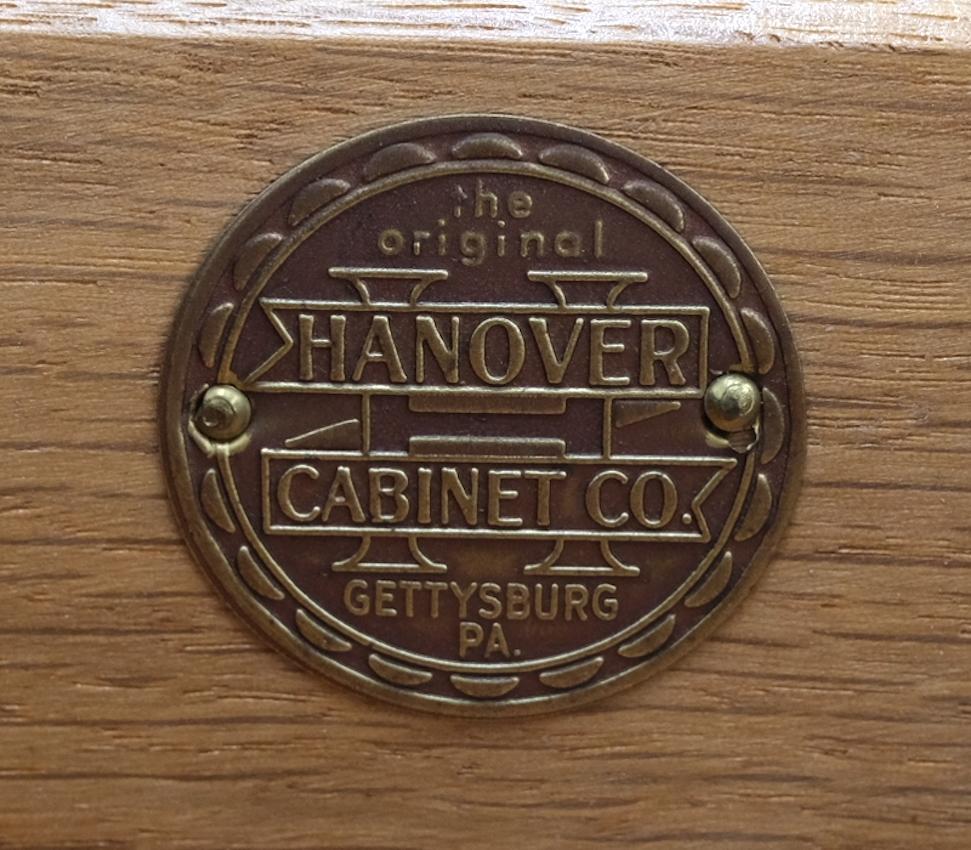 the
original
HANOVER
CABINET CO.
GETTYSBURG
PA.